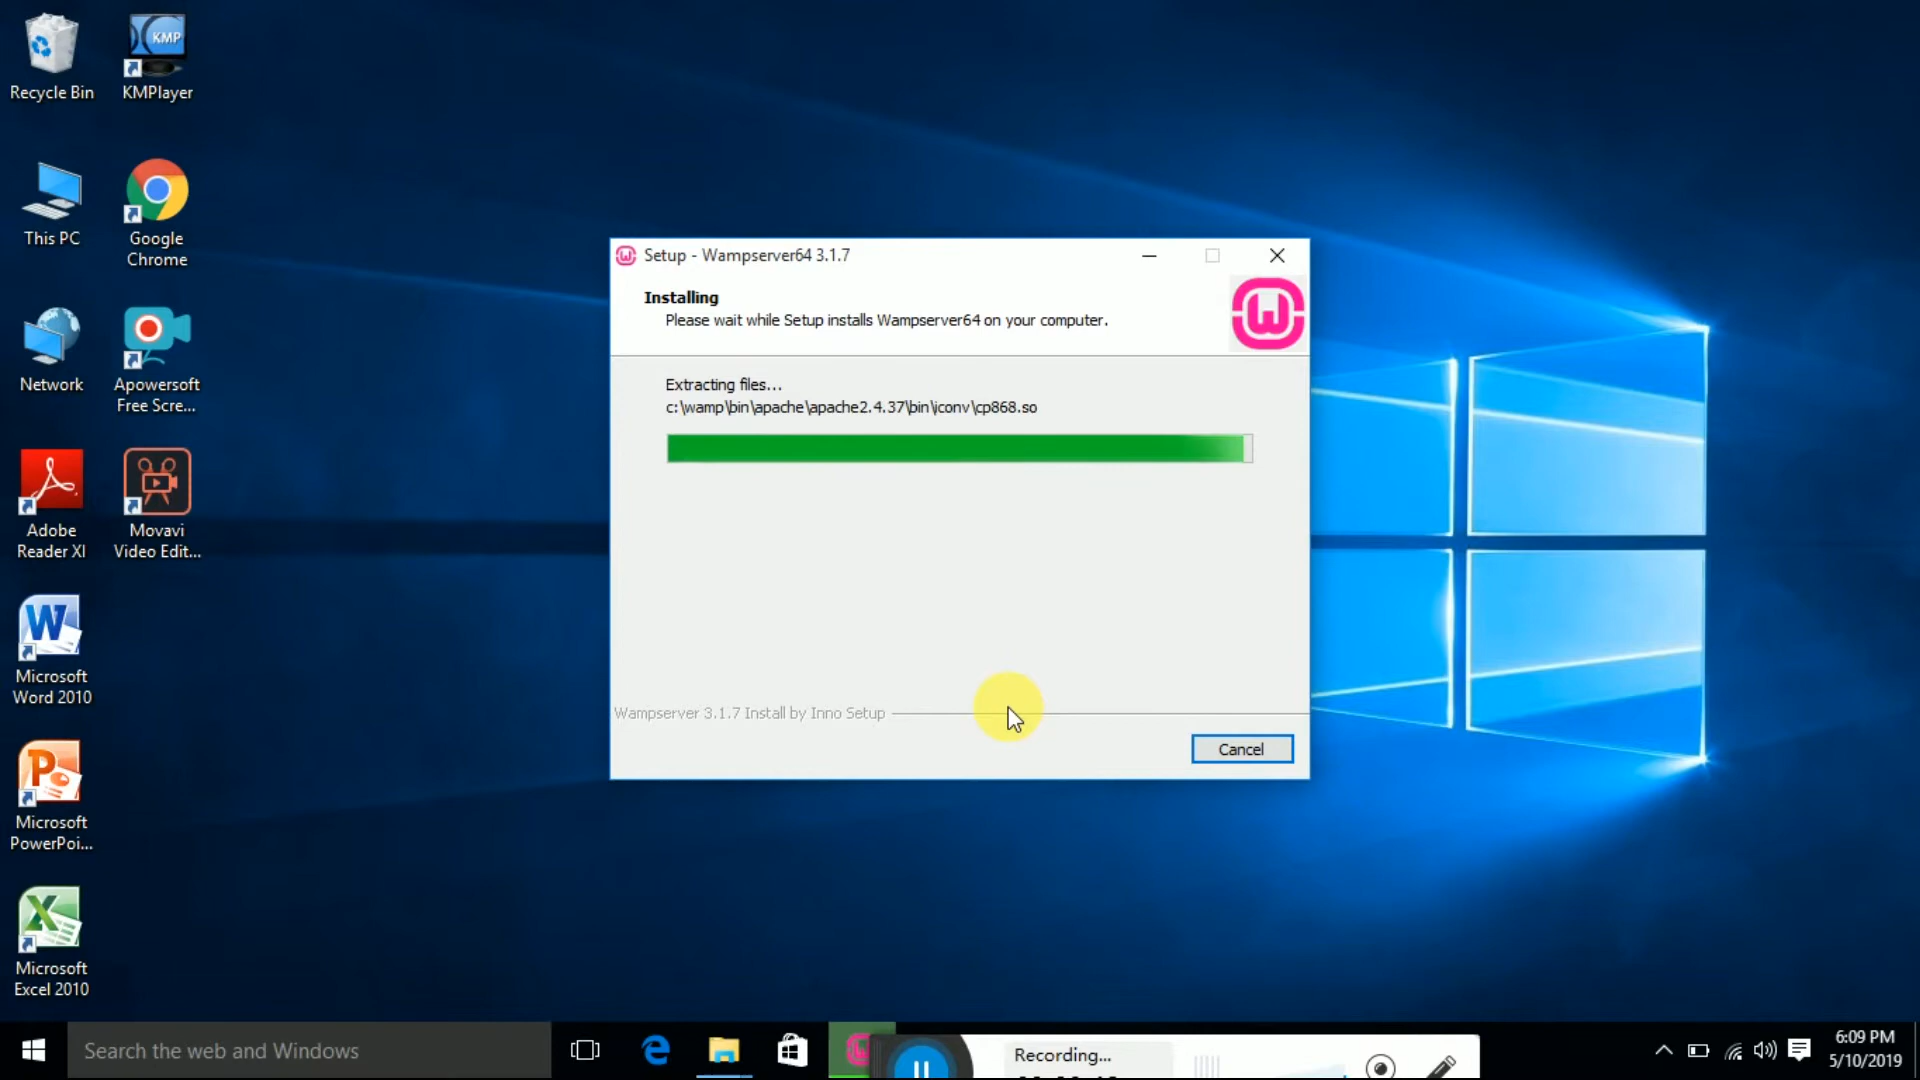 Recycle Bin
KMP
KMPlayer
This PC
Google
Chrome
Network
Apowersoft
Free Scre...
Adobe
Reader XI
Movavi
Video Edit...
Microsoft
Word 2010
Microsoft
PowerPoi...
Microsoft
Excel 2010
Setup - Wampserver64 3.1.7
Installing
Please wait while Setup installs Wampserver64 on your computer.
Extracting files...
c:\wamp\bin\apache\apache2.4.37\bin\iconv\cp868.so
Wampserver 3.1.7 Install by Inno Setup
Cancel
Search the web and Windows
Recording...
6:09 PM
5/10/2019